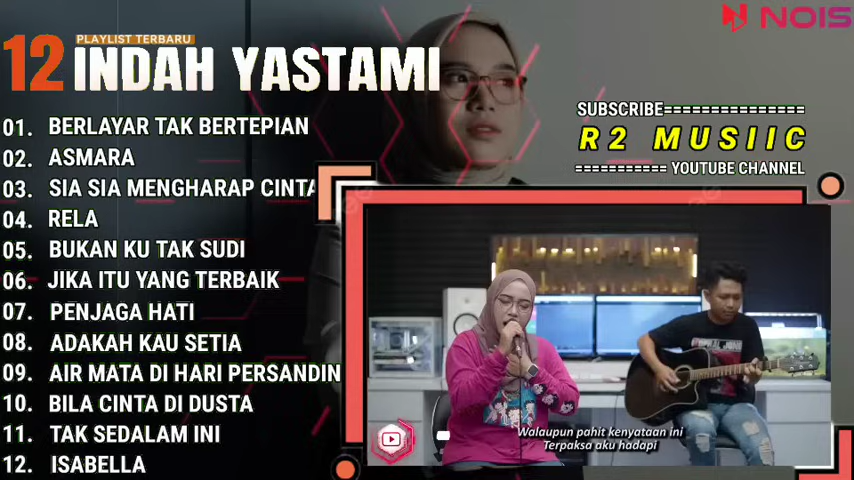 PLAYLIST TERBARU
12 INDAH YASTAMI
01. BERLAYAR TAK BERTEPIAN
02. ASMARA
03. SIA SIA MENGHARAP CINTA
04. RELA
05. BUKAN KU TAK SUDI
06. JIKA ITU YANG TERBAIK
07. PENJAGA HATI
08. ADAKAH KAU SETIA
09. AIR MATA DI HARI PERSANDIN
10. BILA CINTA DI DUSTA
11. TAK SEDALAM INI
12. ISABELLA
NOIS
SUBSCRIBE===============
R2 MUSIIC
=========== YOUTUBE CHANNEL
Walaupun pahit kenyataan ini
Terpaksa aku hadapi